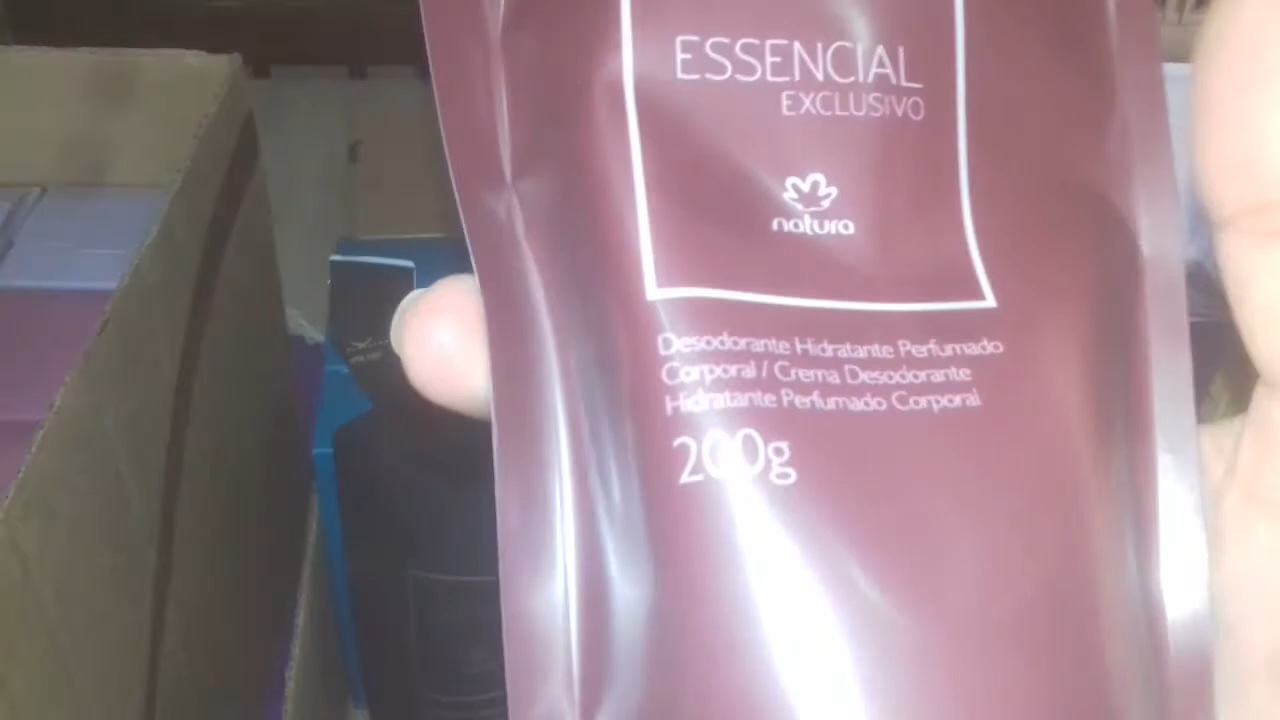 ESSENCIAL
EXCLUSIVO
natura
Desodorante Hidratante Perfumado
Corporal / Crema Desodorante
Hidratante Perfumado Corporal
200g